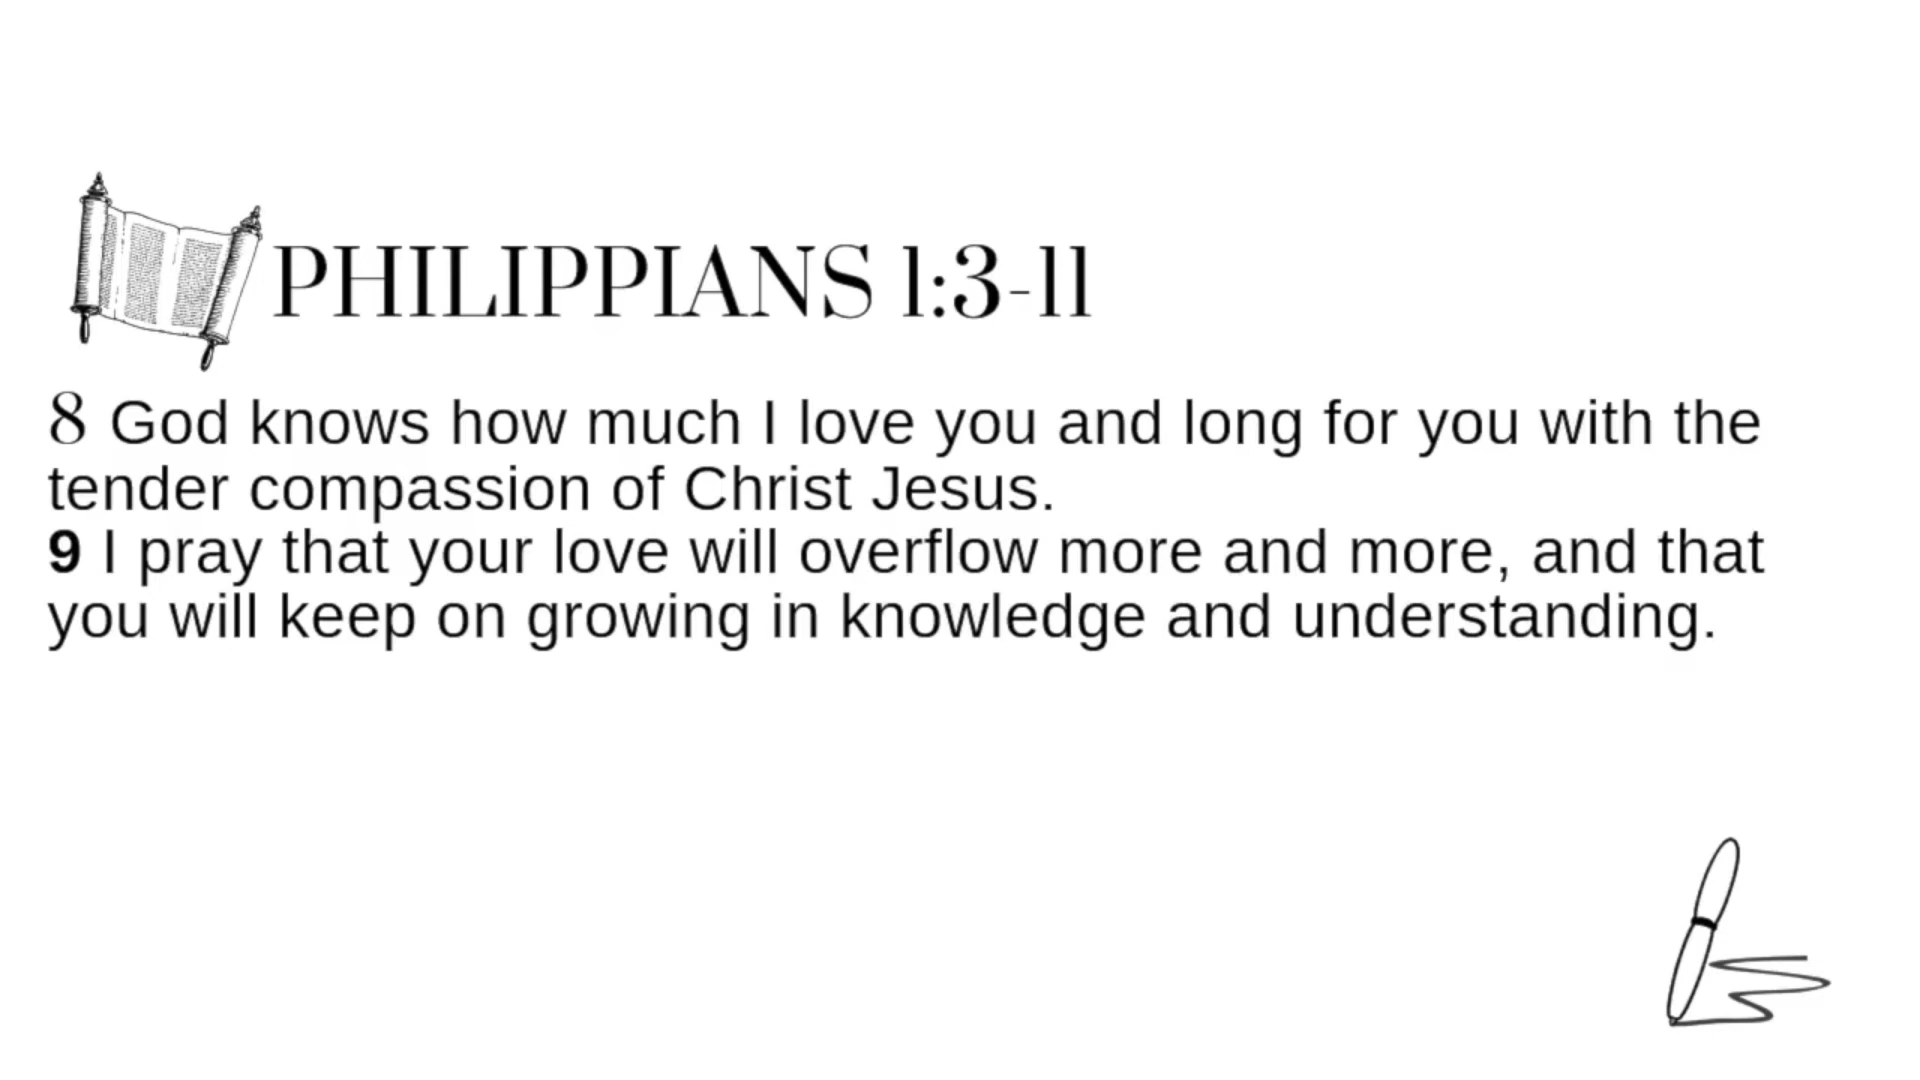 PHILIPPIANS 1:3-11
8 God knows how much I love you and long for you with the
tender compassion of Christ Jesus.
9 I pray that your love will overflow more and more, and that
you will keep on growing in knowledge and understanding.